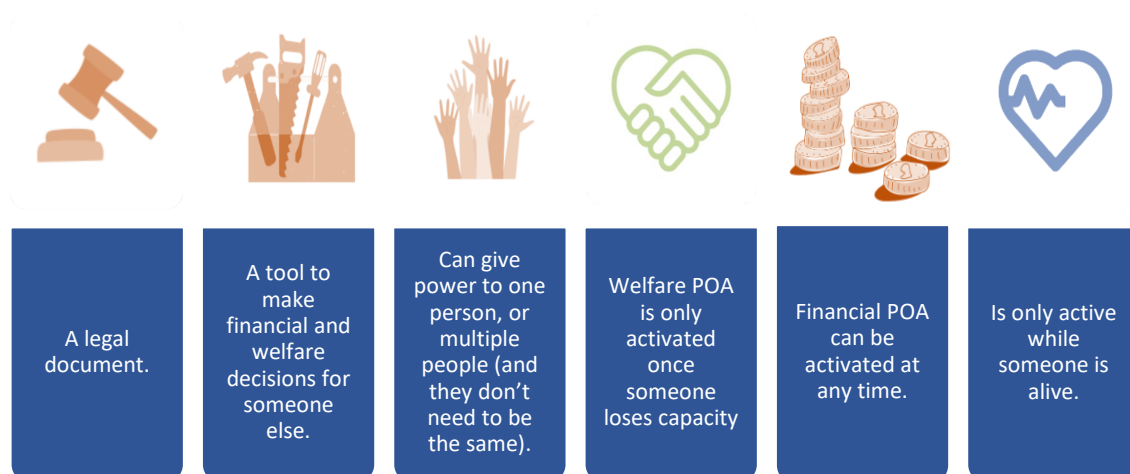 A legal
document.
A tool to
make
financial and
welfare
decisions for
someone
else.
Can give
power to one
person, or
multiple
people (and
they don’t
need to be
the same).
Welfare POA
is only
activated
once
someone
loses capacity
Financial POA
can be
activated at
any time.
Is only active
while
someone is
alive.